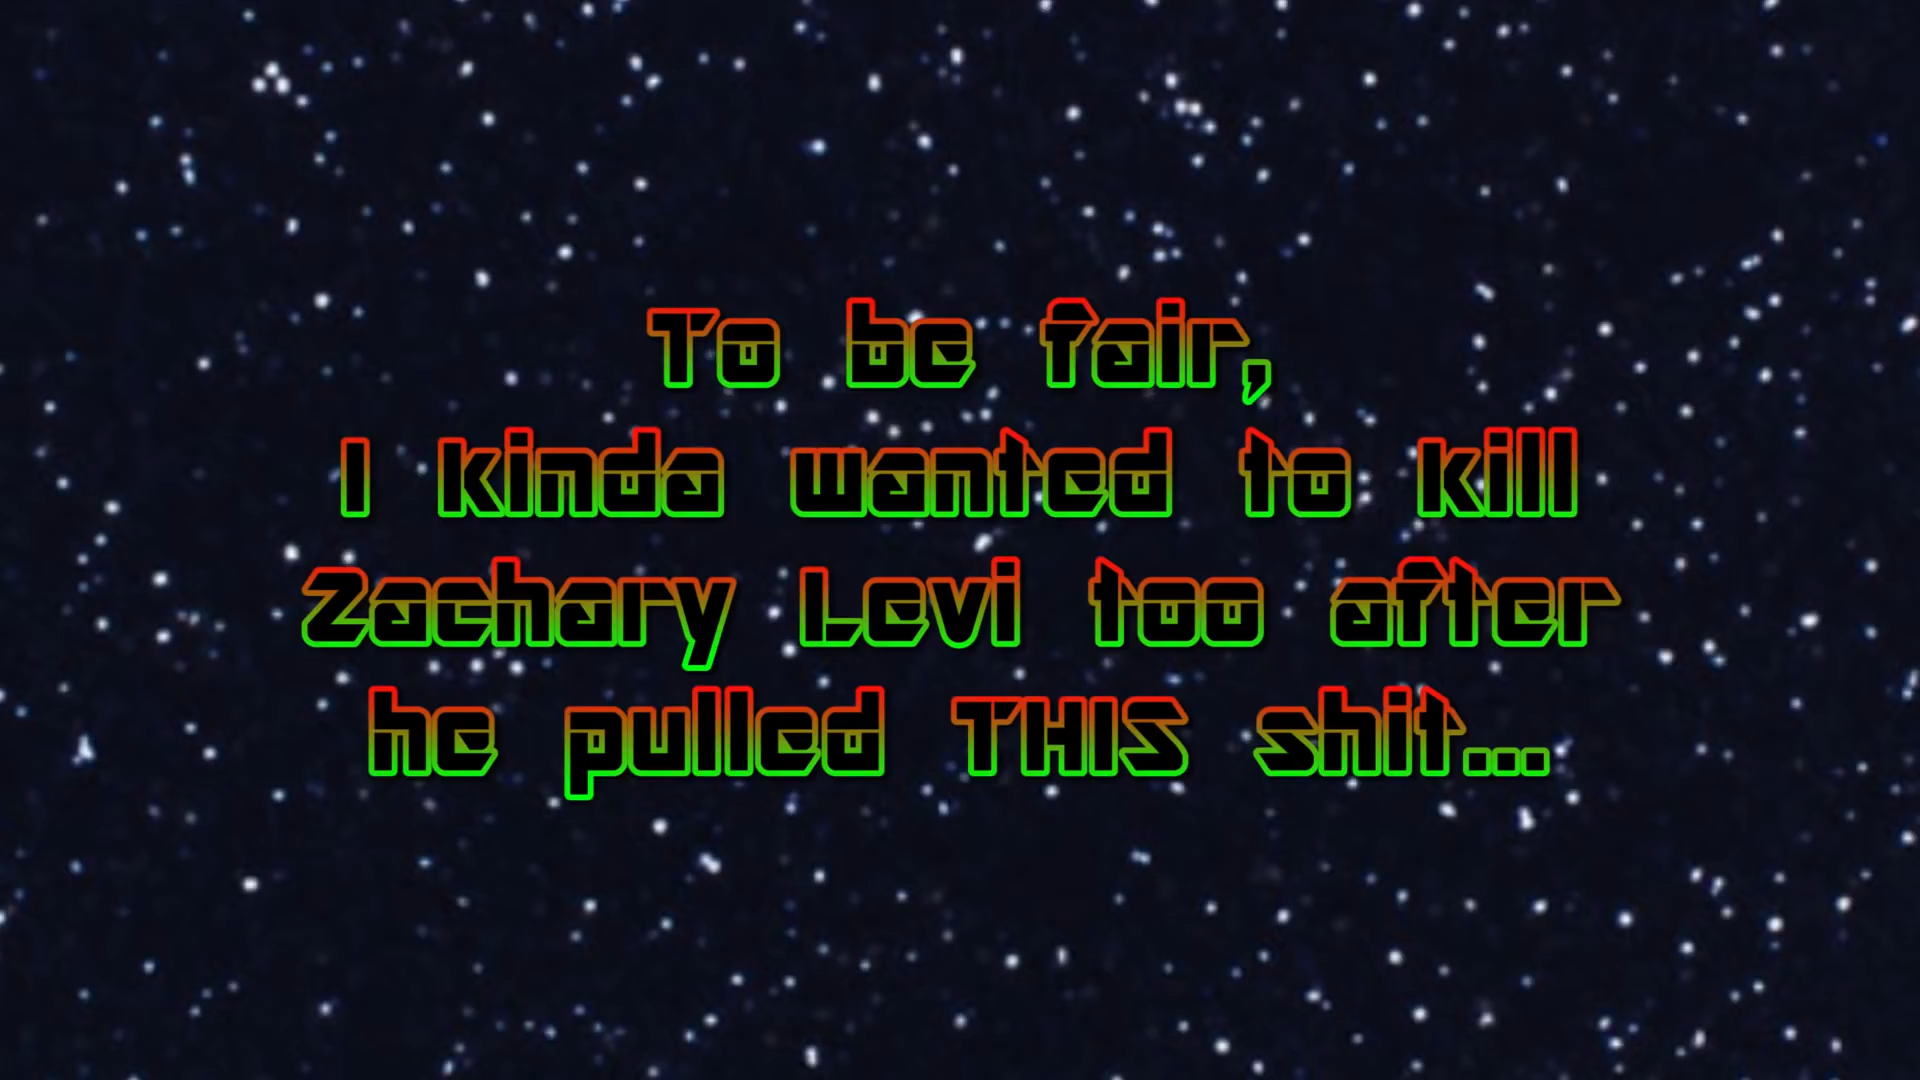 To be fair,
I kinda wanted to kill
Zachary Levi too after
he pulled THIS shit...